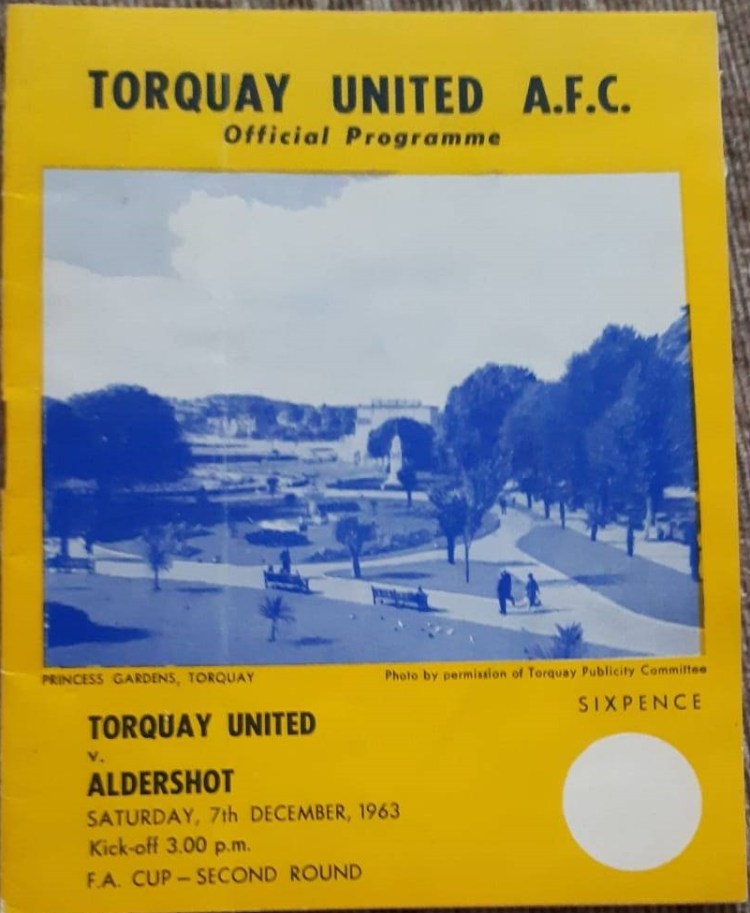 TORQUAY UNITED A.F.C.
Official Programme
PRINCESS GARDENS, TORQUAY
Photo by permission of Torquay Publicity Committee
SIXPENCE
TORQUAY UNITED
v.
ALDERSHOT
SATURDAY, 7th DECEMBER, 1963
Kick-off 3.00 p.m.
F.A. CUP – SECOND ROUND